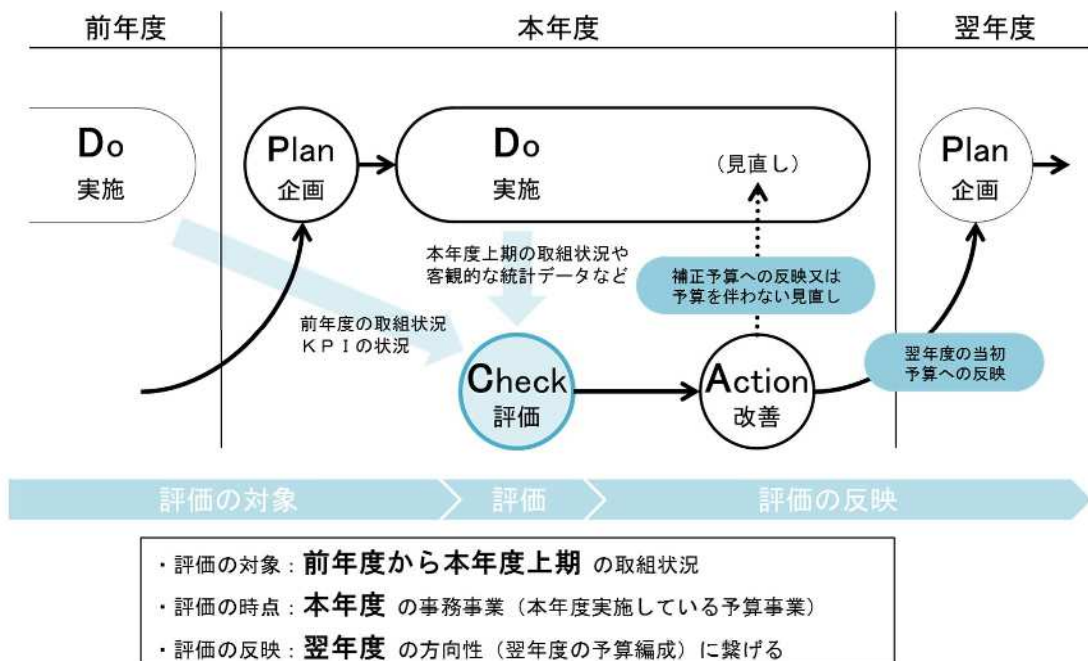 前年度
本年度
翌年度
Do
実施
Plan
企画
Do
実施
(見直し)
Plan
企画
本年度上期の取組状況や
客観的な統計データなど
補正予算への反映又は
予算を伴わない見直し
前年度の取組状況
KPIの状況
翌年度の当初
予算への反映
Check
評価
Action
改善
評価の対象
評価
評価の反映
・評価の対象：前年度から本年度上期 の取組状況
・評価の時点：本年度 の事務事業（本年度実施している予算事業）
・評価の反映：翌年度 の方向性（翌年度の予算編成）に繋げる